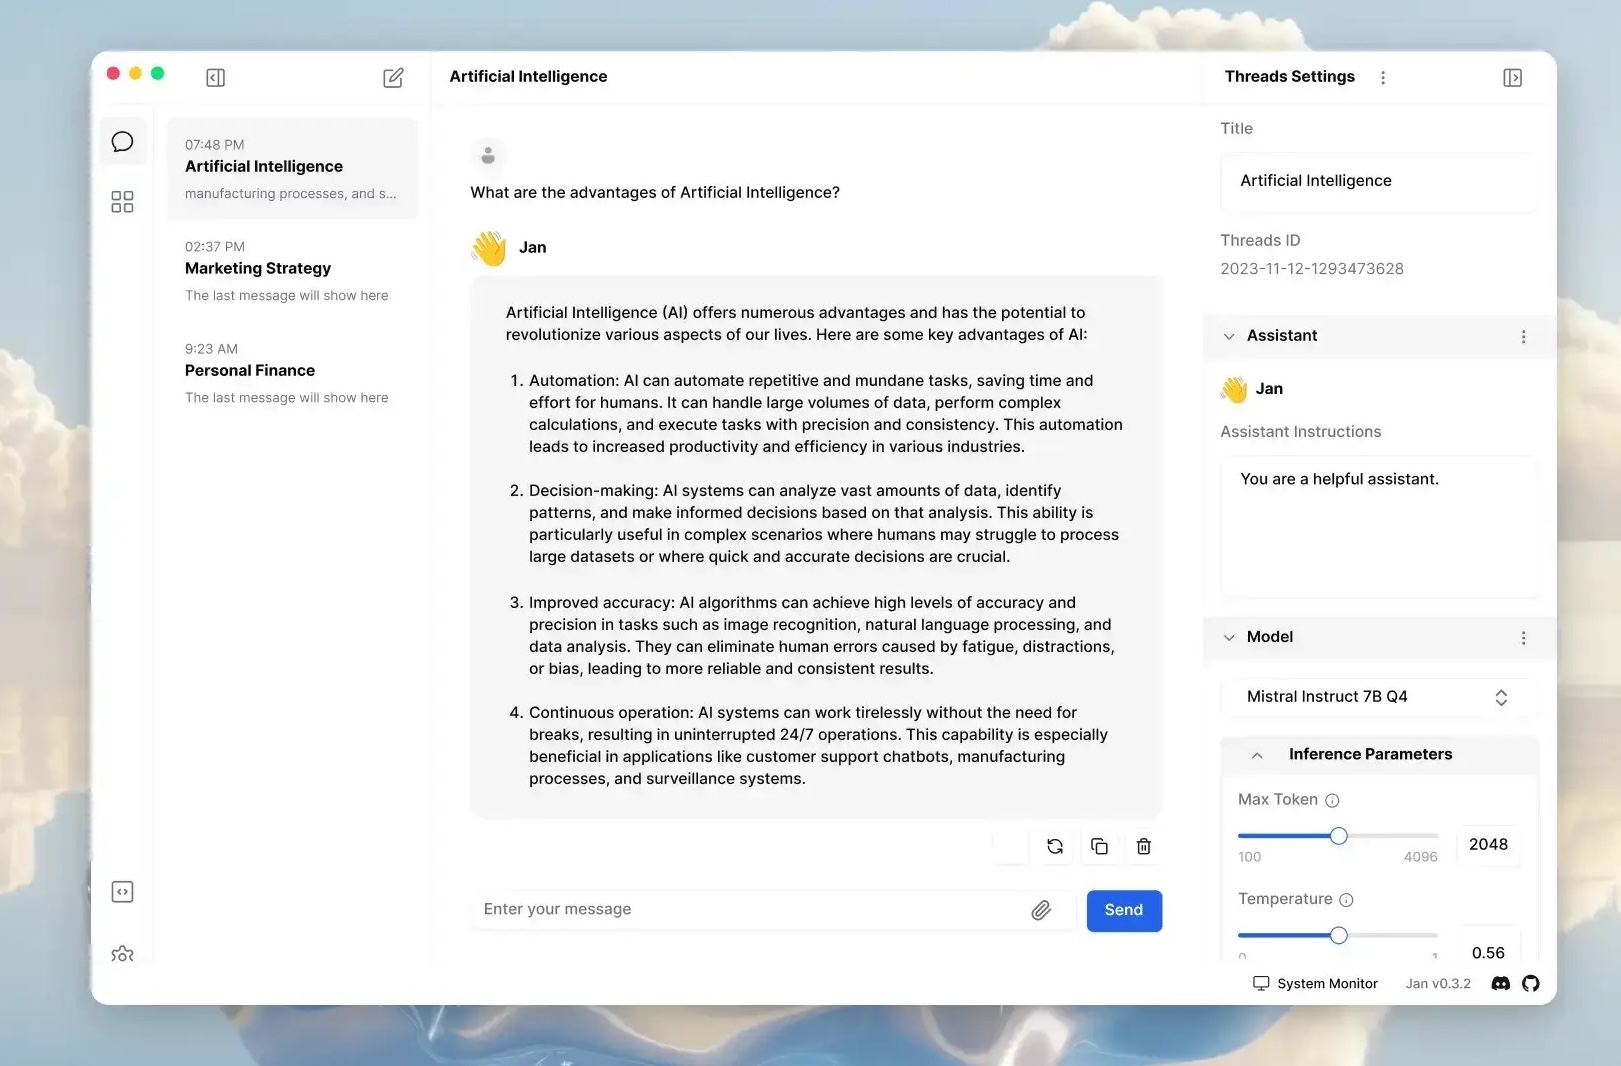 Artificial Intelligence
Threads Settings
07:48 PM
Artificial Intelligence
manufacturing processes, and s...
02:37 PM
Marketing Strategy
The last message will show here
9:23 AM
Personal Finance
The last message will show here
What are the advantages of Artificial Intelligence?
Jan
Artificial Intelligence (AI) offers numerous advantages and has the potential to
revolutionize various aspects of our lives. Here are some key advantages of AI:
1. Automation: AI can automate repetitive and mundane tasks, saving time and
effort for humans. It can handle large volumes of data, perform complex
calculations, and execute tasks with precision and consistency. This automation
leads to increased productivity and efficiency in various industries.
2. Decision-making: AI systems can analyze vast amounts of data, identify
patterns, and make informed decisions based on that analysis. This ability is
particularly useful in complex scenarios where humans may struggle to process
large datasets or where quick and accurate decisions are crucial.
3. Improved accuracy: AI algorithms can achieve high levels of accuracy and
precision in tasks such as image recognition, natural language processing, and
data analysis. They can eliminate human errors caused by fatigue, distractions,
or bias, leading to more reliable and consistent results.
4. Continuous operation: AI systems can work tirelessly without the need for
breaks, resulting in uninterrupted 24/7 operations. This capability is especially
beneficial in applications like customer support chatbots, manufacturing
processes, and surveillance systems.
Enter your message
Send
Title
Artificial Intelligence
Threads ID
2023-11-12-1293473628
Assistant
Jan
Assistant Instructions
You are a helpful assistant.
Model
Mistral Instruct 7B Q4
Inference Parameters
Max Token
2048
100 4096
Temperature
0.56
0 1
System Monitor
Jan v0.3.2